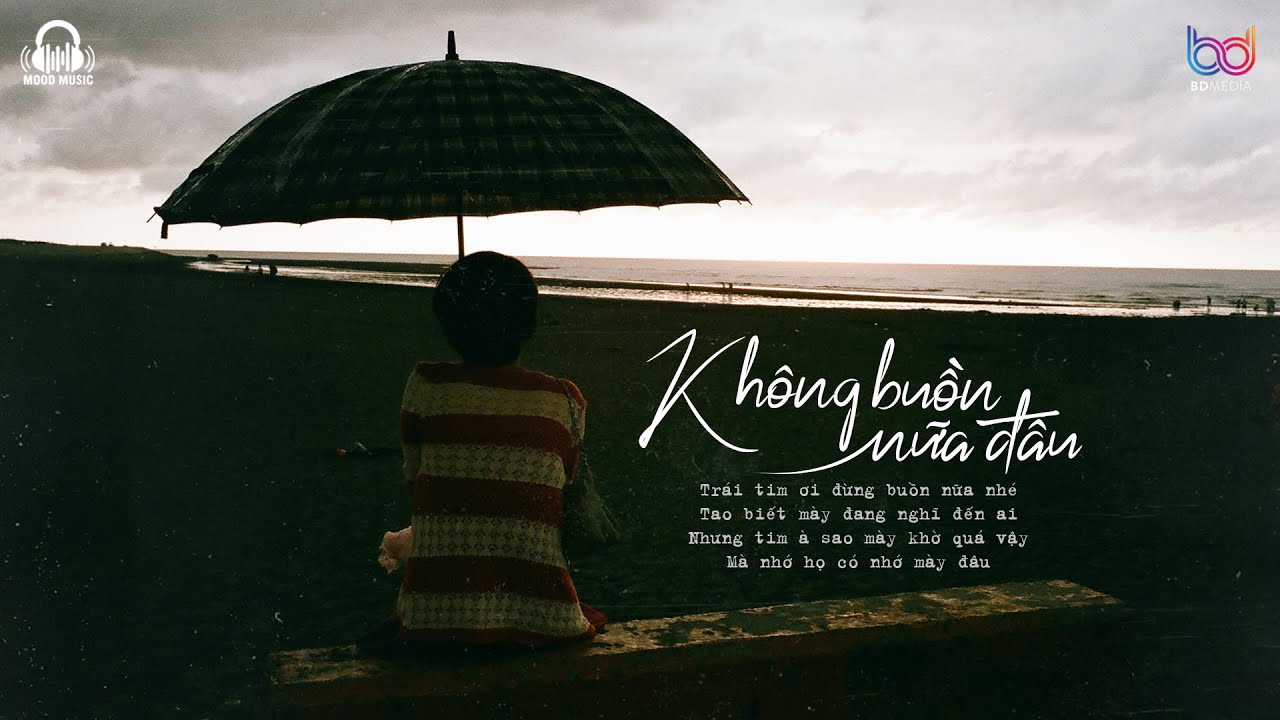 MOOD MUSIC
bd
BDMEDIA
Không buồn
nữa đâu
Trái tim ơi đừng buồn nữa nhé
Tao biết mày đang nghĩ đến ai
Nhưng tim à sao mày khờ quá vậy
Mà nhớ họ có nhớ mày đâu